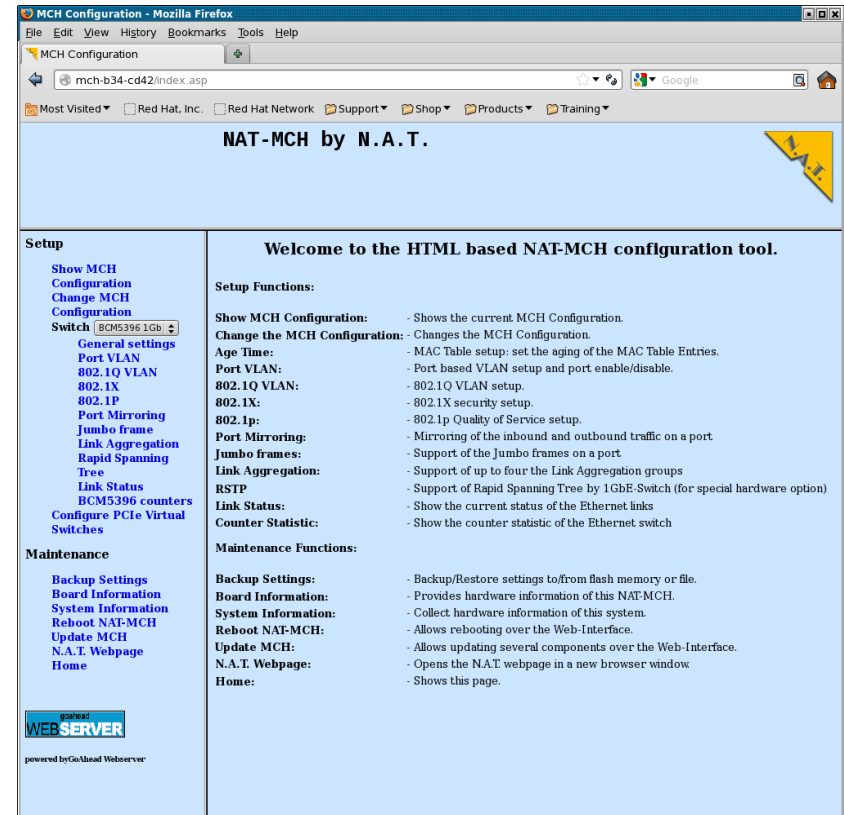 MCH Configuration - Mozilla Firefox
File Edit View History Bookmarks Tools Help
MCH Configuration
mch-b34-cd42/index.asp
Google
Most Visited Red Hat, Inc. Red Hat Network Support Shop Products Training
NAT-MCH by N.A.T.
N.A.T.
Setup
Show MCH
Configuration
Change MCH
Configuration
Switch BCM5396 1Gb
General settings
Port VLAN
802.1Q VLAN
802.1X
802.1P
Port Mirroring
Jumbo frame
Link Aggregation
Rapid Spanning
Tree
Link Status
BCM5396 counters
Configure PCIe Virtual
Switches
Maintenance
Backup Settings
Board Information
System Information
Reboot NAT-MCH
Update MCH
N.A.T. Webpage
Home
goahead
WEBSERVER
powered byGoAhead Webserver
Welcome to the HTML based NAT-MCH configuration tool.
Setup Functions:
Show MCH Configuration: - Shows the current MCH Configuration.
Change the MCH Configuration: - Changes the MCH Configuration.
Age Time: - MAC Table setup: set the aging of the MAC Table Entries.
Port VLAN: - Port based VLAN setup and port enable/disable.
802.1Q VLAN: - 802.1Q VLAN setup.
802.1X: - 802.1X security setup.
802.1p: - 802.1p Quality of Service setup.
Port Mirroring: - Mirroring of the inbound and outbound traffic on a port
Jumbo frames: - Support of the Jumbo frames on a port
Link Aggregation: - Support of up to four the Link Aggregation groups
RSTP - Support of Rapid Spanning Tree by 1GbE-Switch (for special hardware option)
Link Status: - Show the current status of the Ethernet links
Counter Statistic: - Show the counter statistic of the Ethernet switch
Maintenance Functions:
Backup Settings: - Backup/Restore settings to/from flash memory or file.
Board Information: - Provides hardware information of this NAT-MCH.
System Information: - Collect hardware information of this system.
Reboot NAT-MCH: - Allows rebooting over the Web-Interface.
Update MCH: - Allows updating several components over the Web-Interface.
N.A.T. Webpage: - Opens the N.A.T. webpage in a new browser window.
Home: - Shows this page.